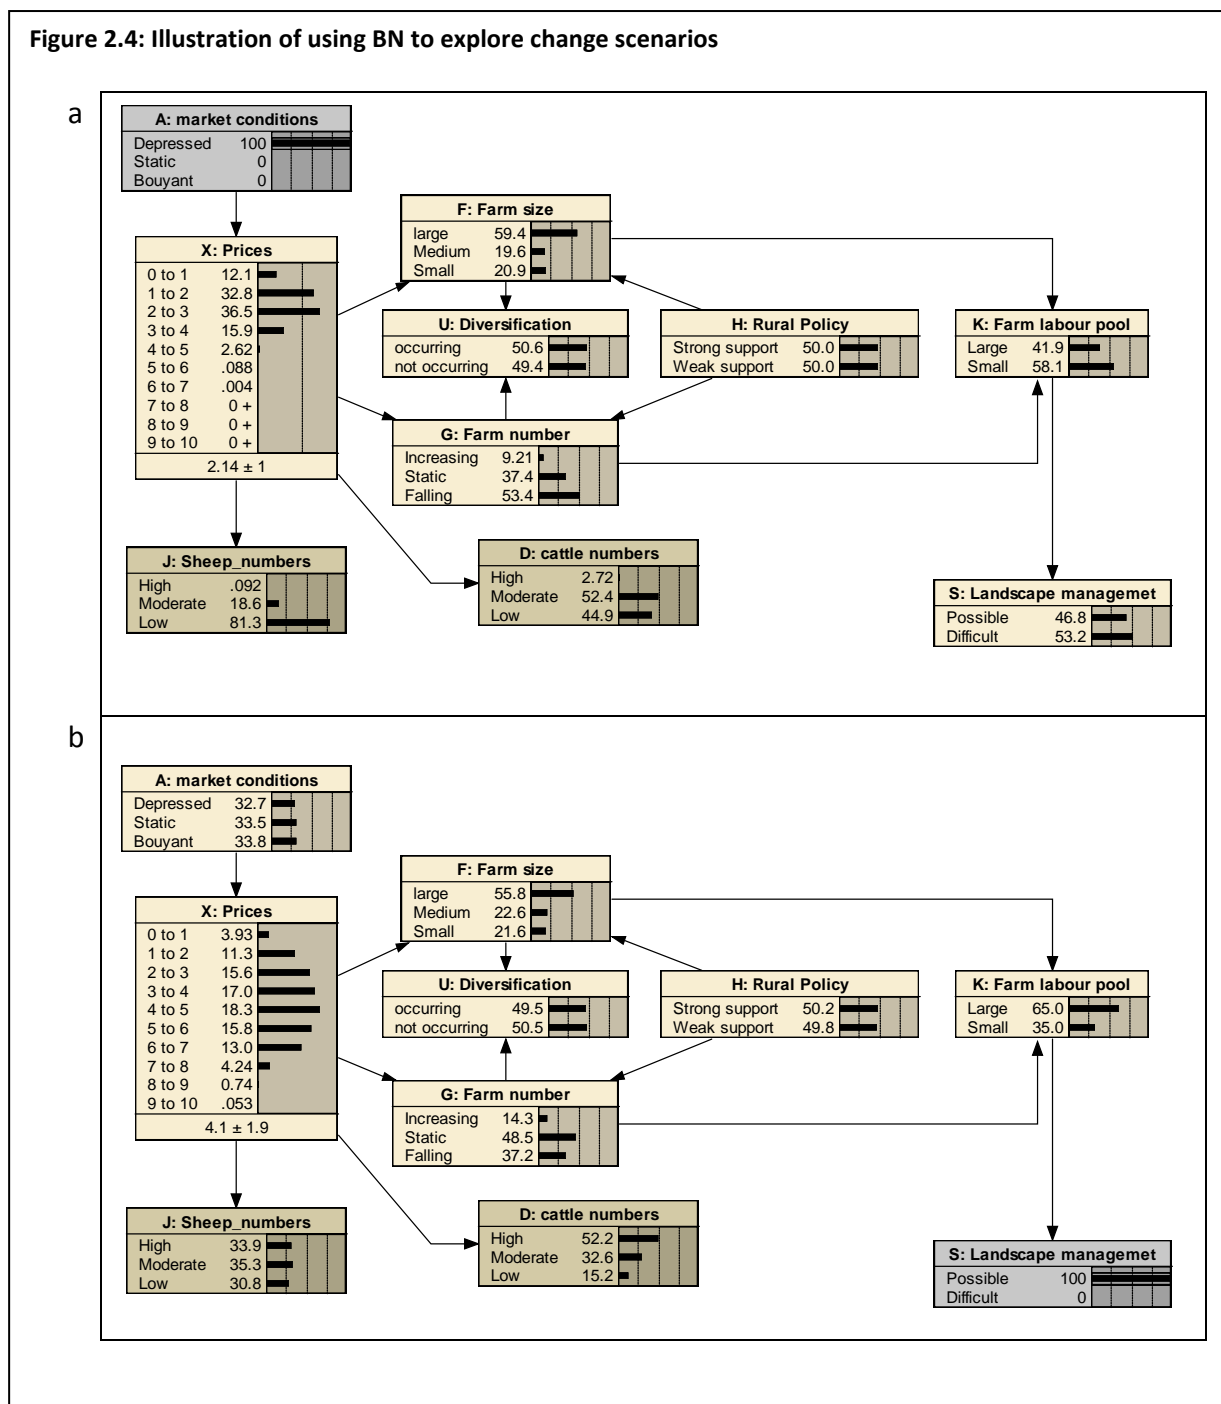 Figure 2.4: Illustration of using BN to explore change scenarios
a
A: market conditions
Depressed 100
Static 0
Bouyant 0
X: Prices
0 to 1 12.1
1 to 2 32.8
2 to 3 36.5
3 to 4 15.9
4 to 5 2.62
5 to 6 .088
6 to 7 .004
7 to 8 0 +
8 to 9 0 +
9 to 10 0 +
2.14 ± 1
F: Farm size
large 59.4
Medium 19.6
Small 20.9
U: Diversification
occurring 50.6
not occurring 49.4
H: Rural Policy
Strong support 50.0
Weak support 50.0
K: Farm labour pool
Large 41.9
Small 58.1
G: Farm number
Increasing 9.21
Static 37.4
Falling 53.4
J: Sheep_numbers
High .092
Moderate 18.6
Low 81.3
D: cattle numbers
High 2.72
Moderate 52.4
Low 44.9
S: Landscape managemet
Possible 46.8
Difficult 53.2
b
A: market conditions
Depressed 32.7
Static 33.5
Bouyant 33.8
X: Prices
0 to 1 3.93
1 to 2 11.3
2 to 3 15.6
3 to 4 17.0
4 to 5 18.3
5 to 6 15.8
6 to 7 13.0
7 to 8 4.24
8 to 9 0.74
9 to 10 .053
4.1 ± 1.9
F: Farm size
large 55.8
Medium 22.6
Small 21.6
U: Diversification
occurring 49.5
not occurring 50.5
H: Rural Policy
Strong support 50.2
Weak support 49.8
K: Farm labour pool
Large 65.0
Small 35.0
G: Farm number
Increasing 14.3
Static 48.5
Falling 37.2
J: Sheep_numbers
High 33.9
Moderate 35.3
Low 30.8
D: cattle numbers
High 52.2
Moderate 32.6
Low 15.2
S: Landscape managemet
Possible 100
Difficult 0